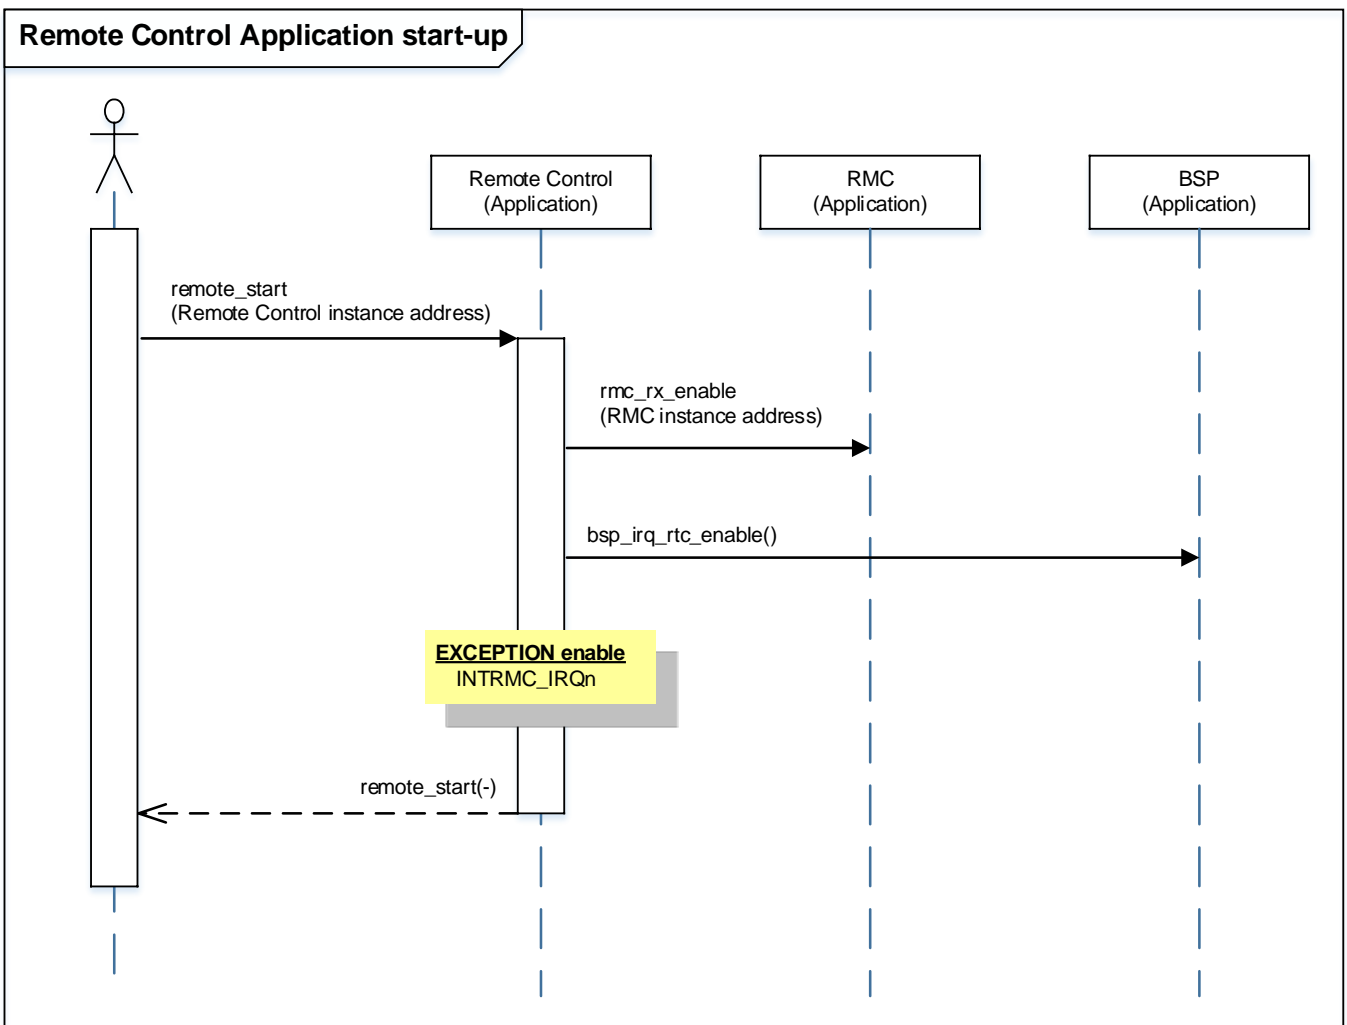 Remote Control Application start-up
Remote Control
(Application)
RMC
(Application)
BSP
(Application)
remote_start
(Remote Control instance address)
rmc_rx_enable
(RMC instance address)
bsp_irq_rtc_enable()
EXCEPTION enable
INTRMC_IRQn
remote_start(-)